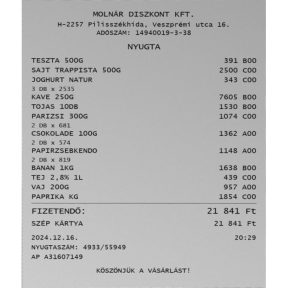 MOLNÁR DISZKONT KFT.
H-2257 Pilisszékhida, Veszprémi utca 16.
ADÓSZÁM: 14940019-3-38
NYUGTA
TESZTA 500G 391 B00
SAJT TRAPPISTA 500G 2500 C00
JOGHURT NATUR 343 C00
3 DB x 2535
KAVE 250G 7605 B00
TOJAS 10DB 1530 B00
PARIZSI 300G 1074 C00
2 DB x 681
CSOKOLADE 100G 1362 A00
2 DB x 574
PAPIRZSEBKENDO 1148 A00
2 DB x 819
BANAN 1KG 1638 B00
TEJ 2,8% 1L 439 C00
VAJ 200G 957 A00
PAPRIKA KG 1854 C00
FIZETENDŐ: 21 841 Ft
SZÉP KÁRTYA 21 841 Ft
2024.12.16. 20:29
NYUGTASZÁM: 4933/55949
AP A31607149
KÖSZÖNJÜK A VÁSÁRLÁST!